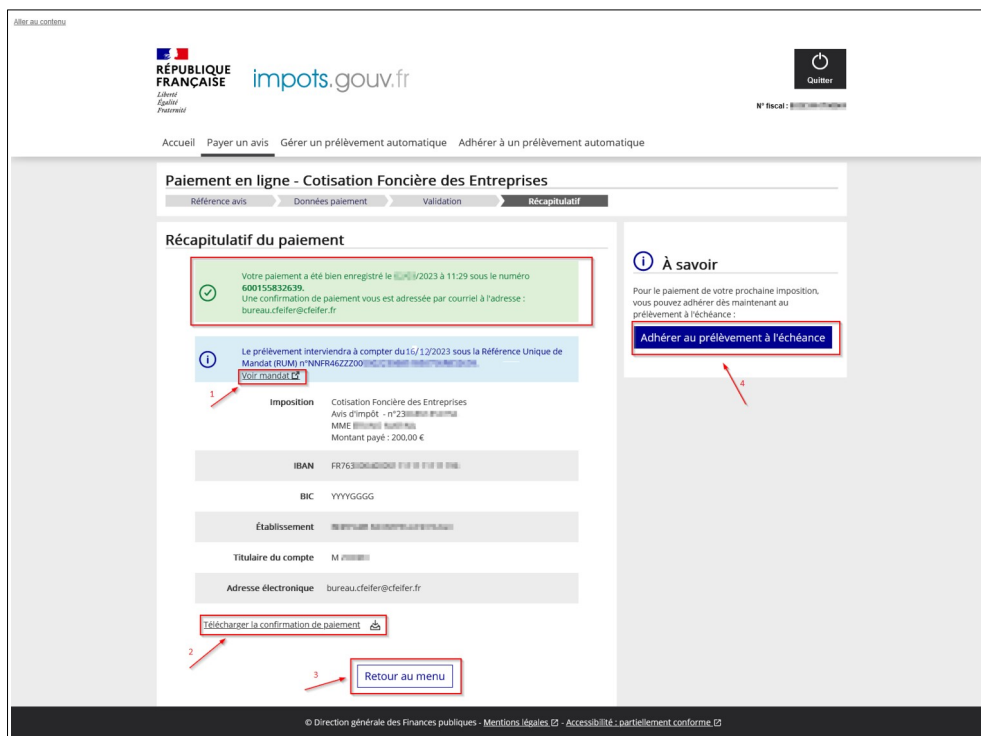 Aller au contenu
RÉPUBLIQUE
FRANÇAISE
Liberté
Égalité
Fraternité
impots.gouv.fr
Quitter
N° fiscal :
Accueil Payer un avis Gérer un prélèvement automatique Adhérer à un prélèvement automatique
Paiement en ligne - Cotisation Foncière des Entreprises
Référence avis Données paiement Validation Récapitulatif
Récapitulatif du paiement
Votre paiement a été bien enregistré le /2023 à 11:29 sous le numéro
600155832639.
Une confirmation de paiement vous est adressée par courriel à l'adresse :
bureau.cfeifer@cfeifer.fr
Le prélèvement interviendra à compter du 16/12/2023 sous la Référence Unique de
Mandat (RUM) n°NNFR46ZZZ00
Voir mandat
1
Imposition Cotisation Foncière des Entreprises
Avis d'impôt - n°23
MME
Montant payé : 200,00 €
IBAN FR763
BIC YYYYGGGG
Établissement
Titulaire du compte M
Adresse électronique bureau.cfeifer@cfeifer.fr
Télécharger la confirmation de paiement
2
3
Retour au menu
À savoir
Pour le paiement de votre prochaine imposition,
vous pouvez adhérer dès maintenant au
prélèvement à l'échéance :
Adhérer au prélèvement à l'échéance
4
© Direction générale des Finances publiques - Mentions légales - Accessibilité : partiellement conforme